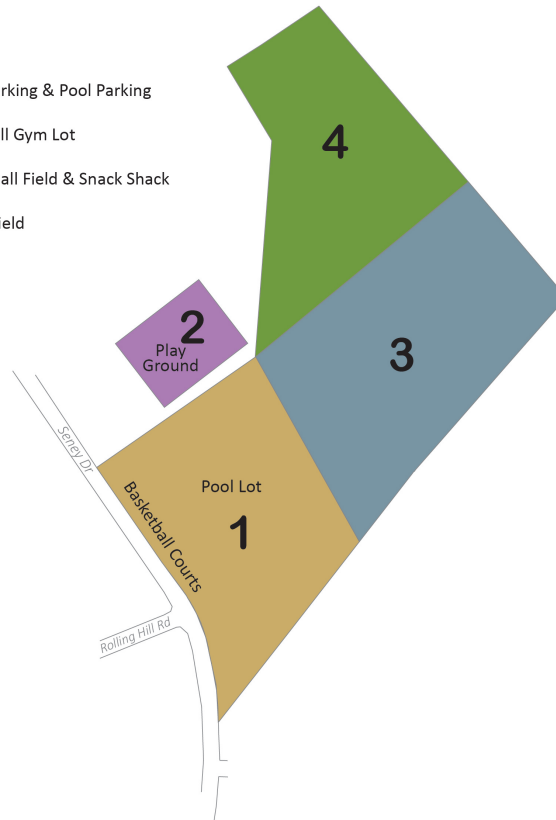 rking & Pool Parking
ll Gym Lot
all Field & Snack Shack
ield
4
2
Play
Ground
3
Seney Dr
Pool Lot
Basketball Courts
1
Rolling Hill Rd